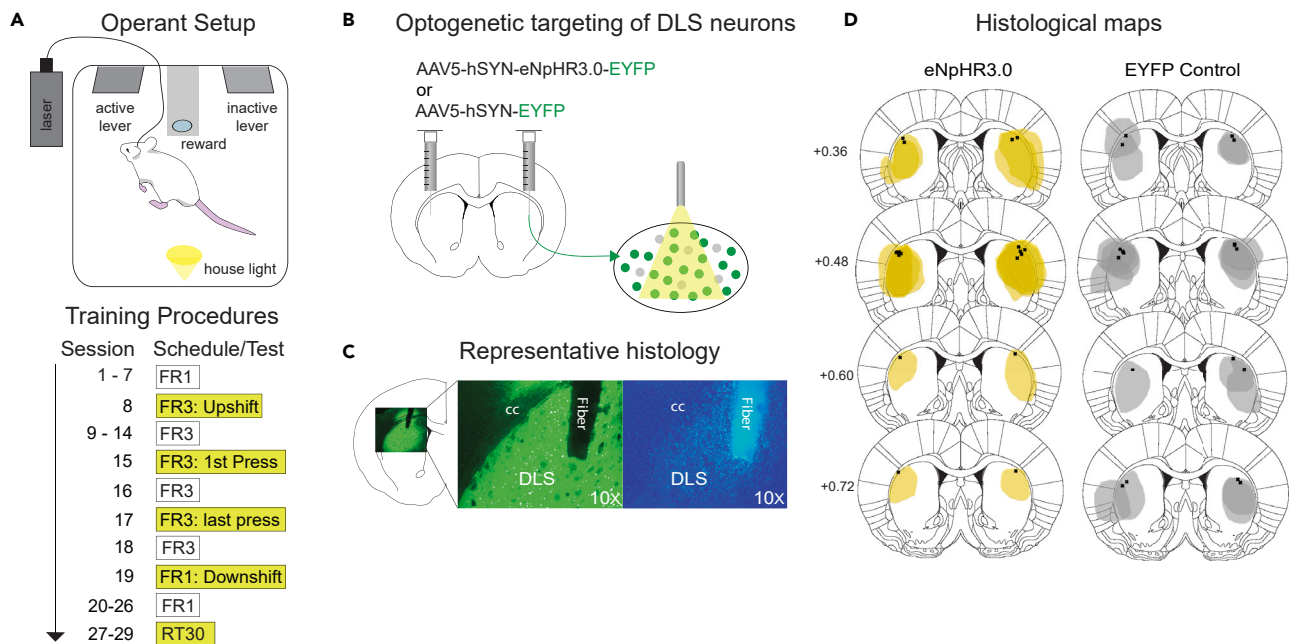 A
Operant Setup
laser
active
lever
inactive
lever
reward
house light
Training Procedures
Session Schedule/Test
1 - 7 FR1
8 FR3: Upshift
9 - 14 FR3
15 FR3: 1st Press
16 FR3
17 FR3: last press
18 FR3
19 FR1: Downshift
20-26 FR1
27-29 RT30
B
Optogenetic targeting of DLS neurons
AAV5-hSYN-eNpHR3.0-EYFP
or
AAV5-hSYN-EYFP
C
Representative histology
cc
Fiber
DLS
10x
cc
Fiber
DLS
10x
D
Histological maps
eNpHR3.0 EYFP Control
+0.36
+0.48
+0.60
+0.72